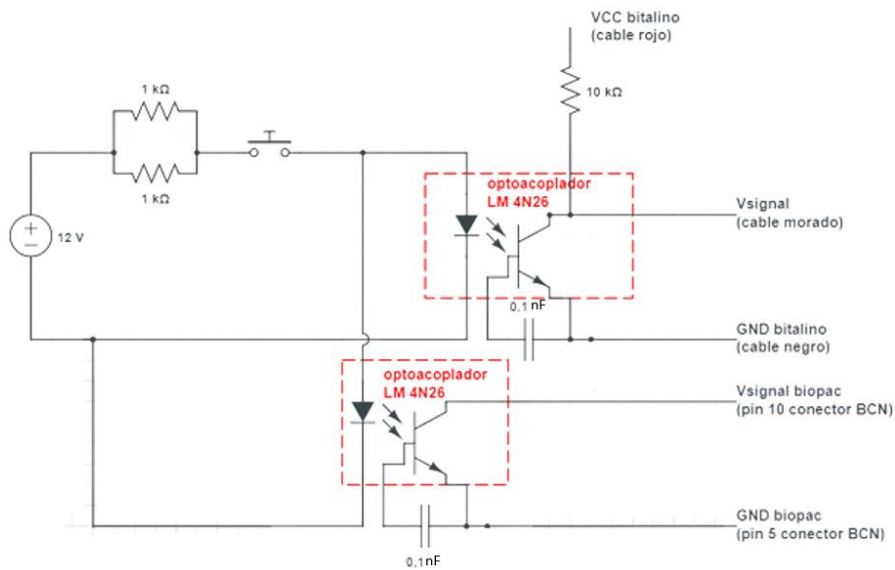 VCC bitalino
(cable rojo)
1 kΩ
10 kΩ
1 kΩ
12 V
optoacoplador
LM 4N26
Vsignal
(cable morado)
0,1 nF
GND bitalino
(cable negro)
optoacoplador
LM 4N26
Vsignal biopac
(pin 10 conector BCN)
GND biopac
(pin 5 conector BCN)
0,1nF